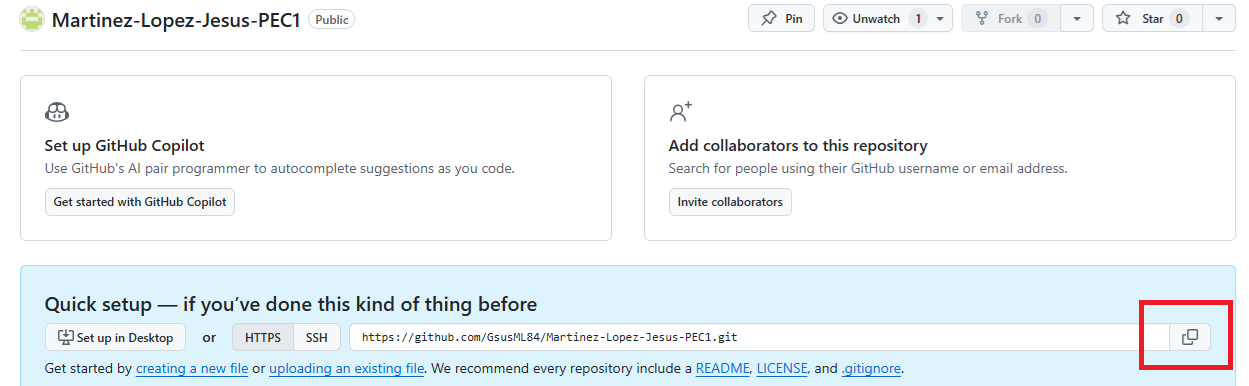 Martinez-Lopez-Jesus-PEC1 Public Pin Unwatch 1 Fork 0 Star 0
Set up GitHub Copilot
Use GitHub's AI pair programmer to autocomplete suggestions as you code.
Get started with GitHub Copilot
Add collaborators to this repository
Search for people using their GitHub username or email address.
Invite collaborators
Quick setup — if you’ve done this kind of thing before
Set up in Desktop or HTTPS SSH https://github.com/GsusML84/Martinez-Lopez-Jesus-PEC1.git
Get started by creating a new file or uploading an existing file. We recommend every repository include a README, LICENSE, and .gitignore.